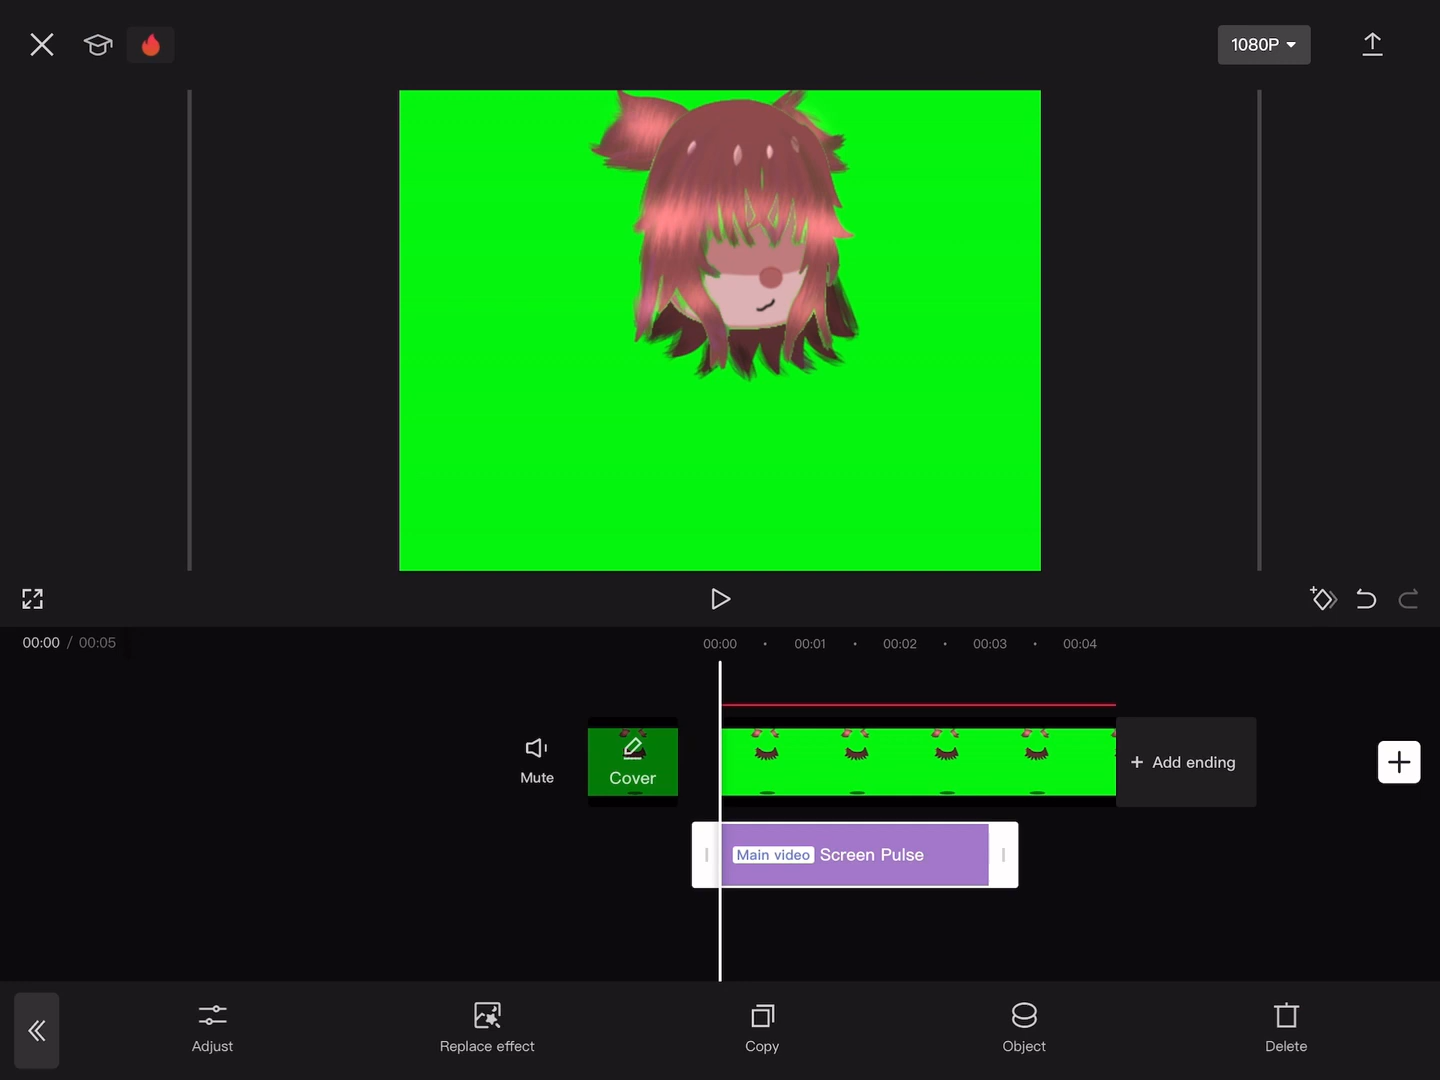 1080P
00:00 / 00:05
00:00 · 00:01 · 00:02 · 00:03 · 00:04
Mute
Cover
+ Add ending
Main video Screen Pulse
Adjust
Replace effect
Copy
Object
Delete